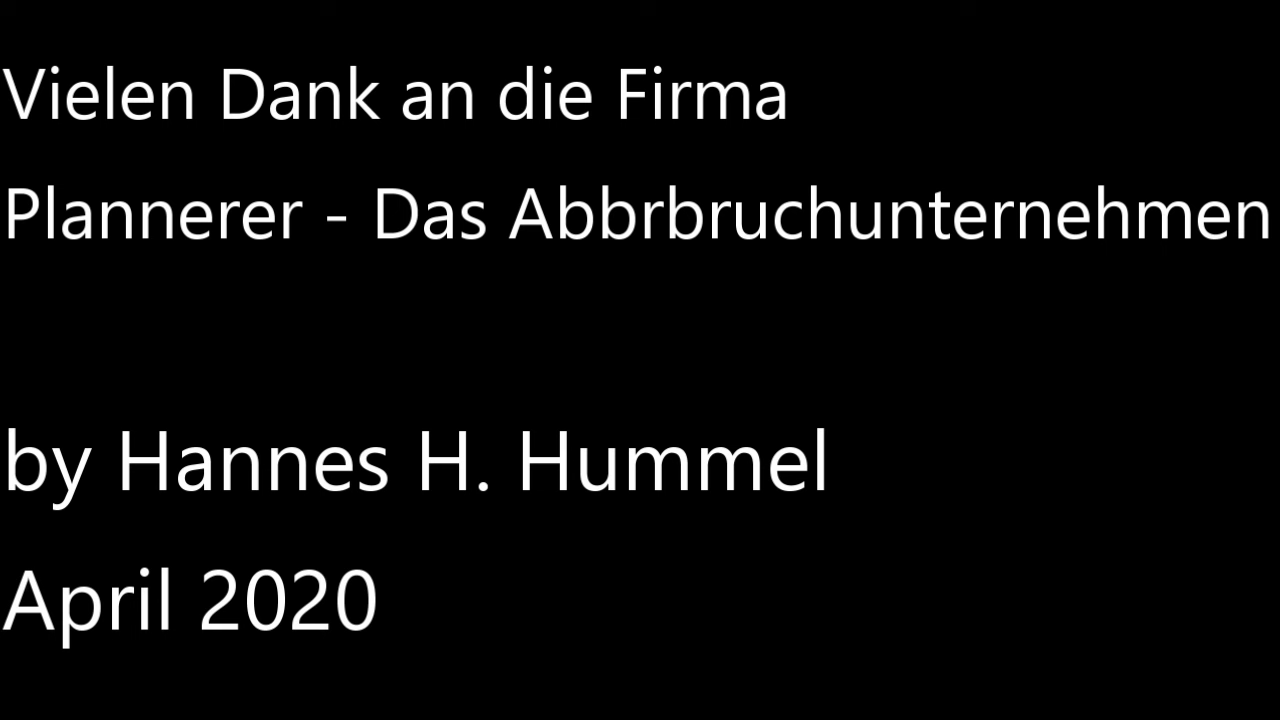 Vielen Dank an die Firma
Plannerer - Das Abbrbruchunternehmen
by Hannes H. Hummel
April 2020